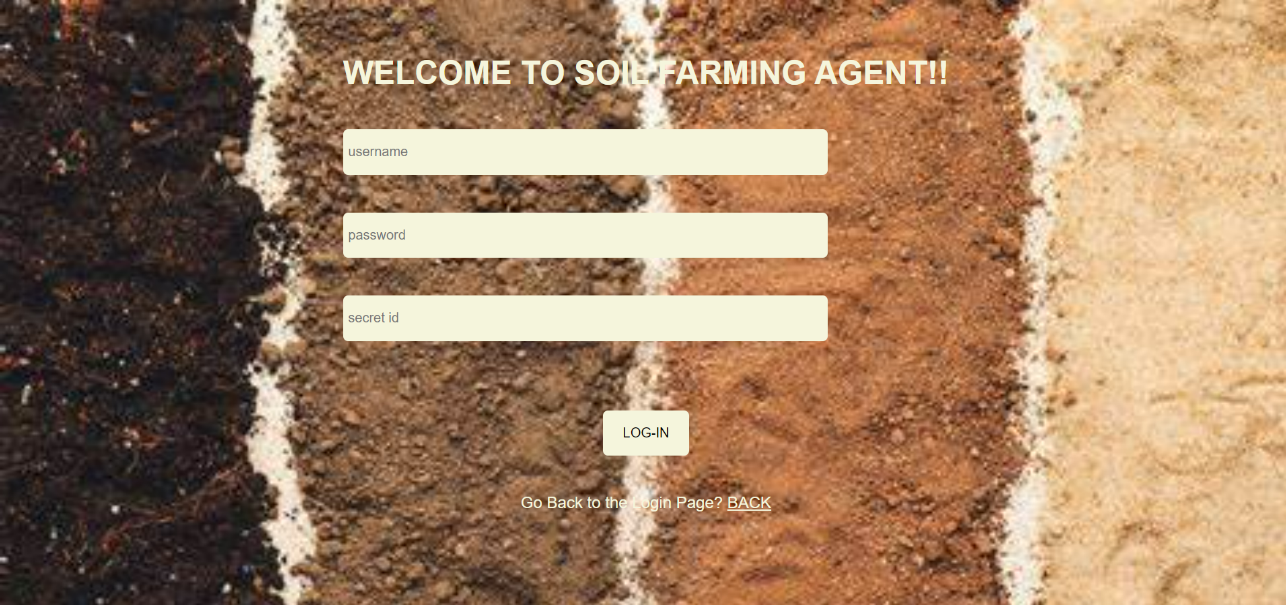 WELCOME TO SOIL FARMING AGENT!!
username
password
secret id
LOG-IN
Go Back to the Login Page? BACK